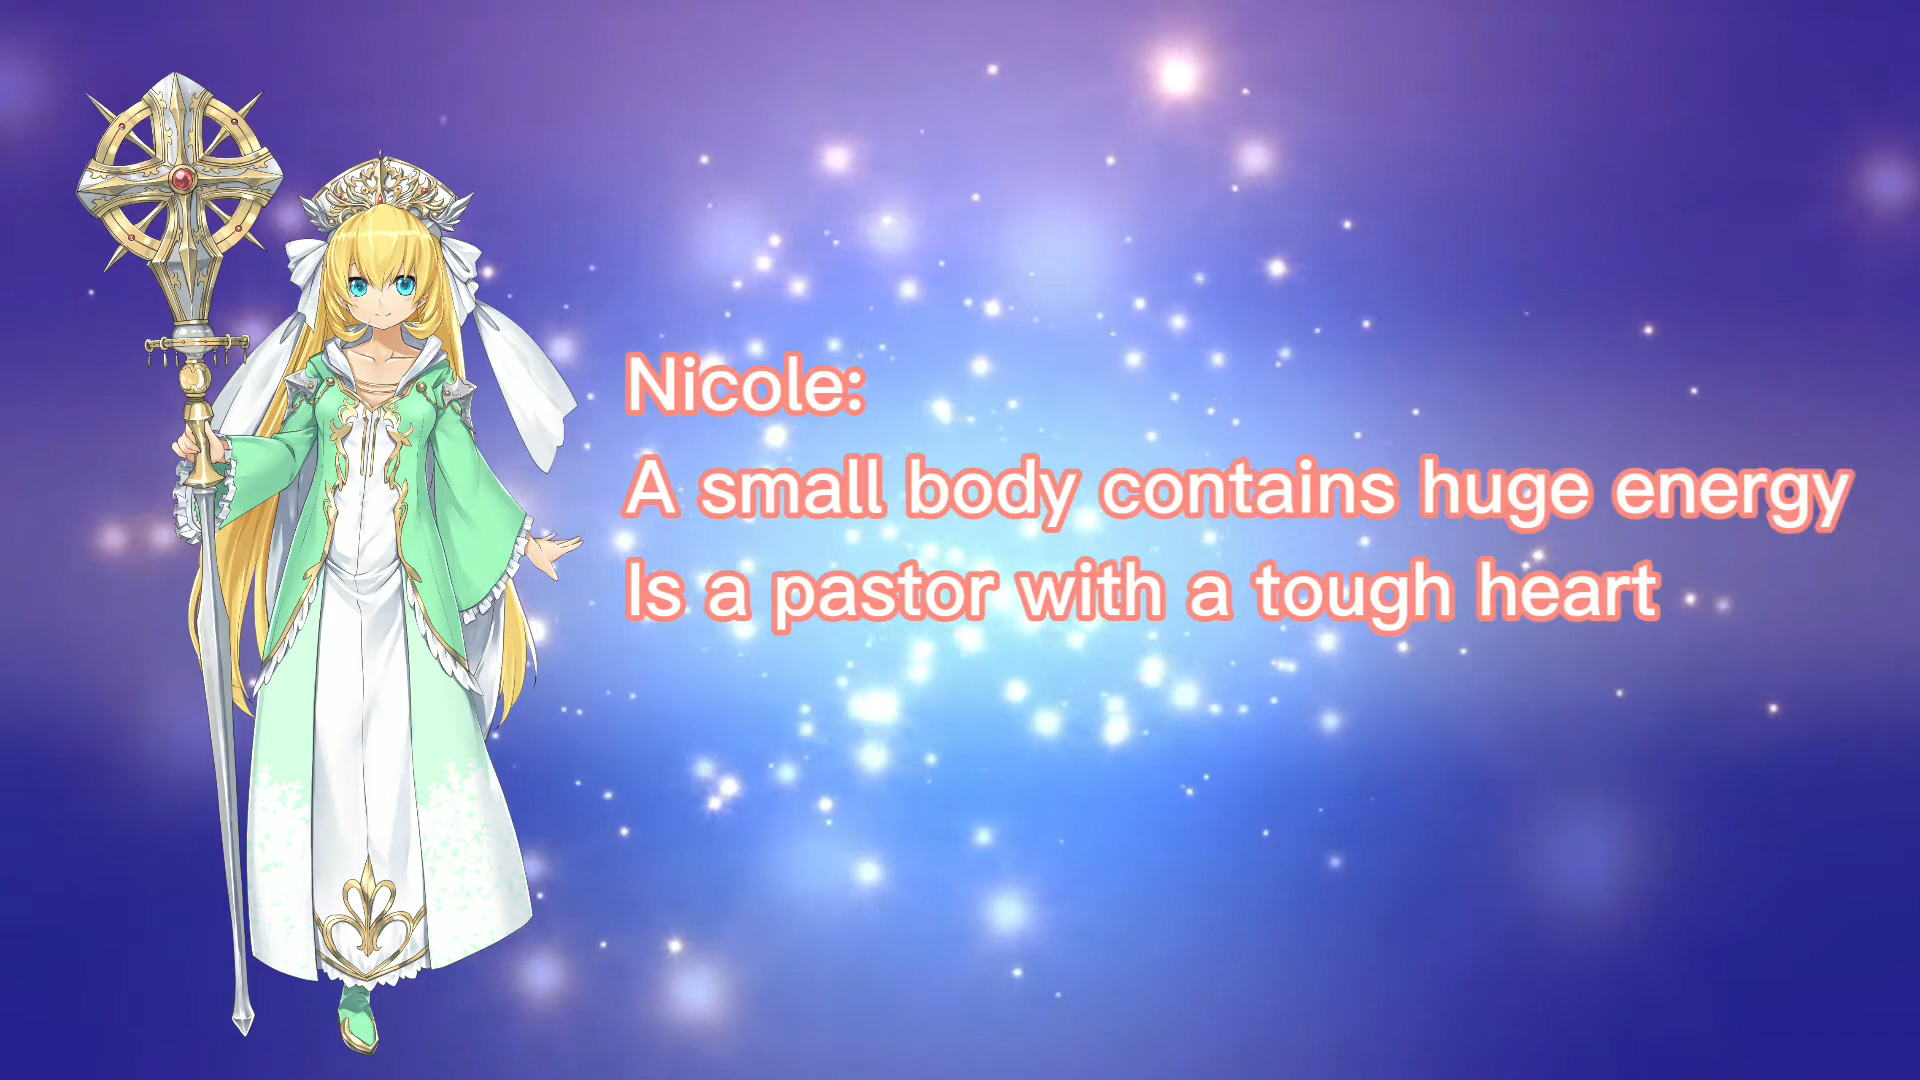 Nicole:
A small body contains huge energy
Is a pastor with a tough heart